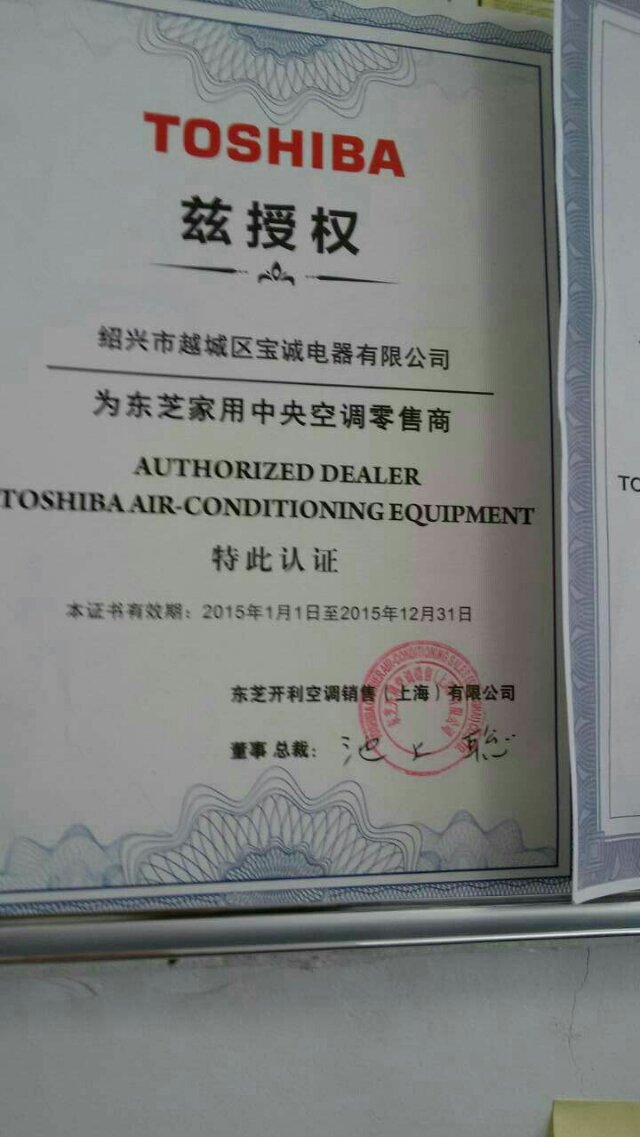 TOSHIBA
兹授权
绍兴市越城区宝诚电器有限公司
为东芝家用中央空调零售商
AUTHORIZED DEALER
TOSHIBA AIR-CONDITIONING EQUIPMENT
特此认证
本证书有效期：2015年1月1日至2015年12月31日
东芝开利空调销售（上海）有限公司
董事 总裁：池上 聡
TO